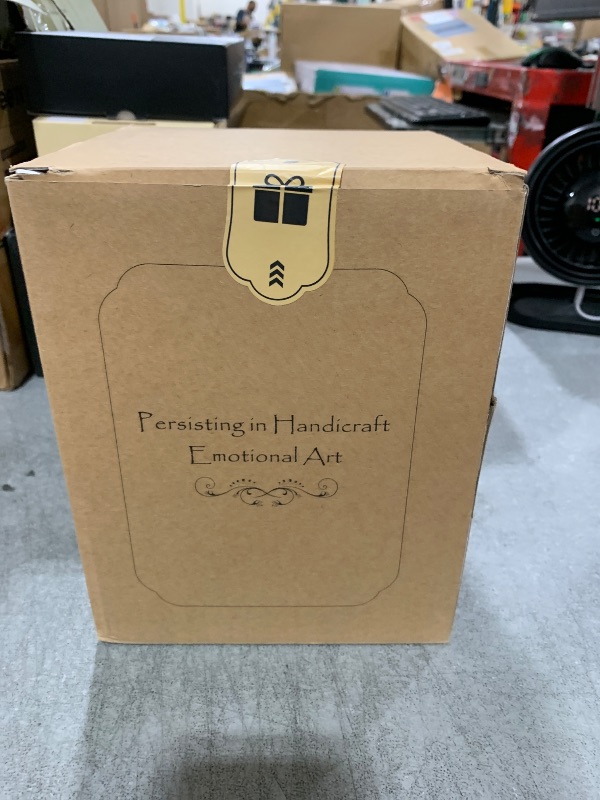 Persisting in Handicraft
Emotional Art